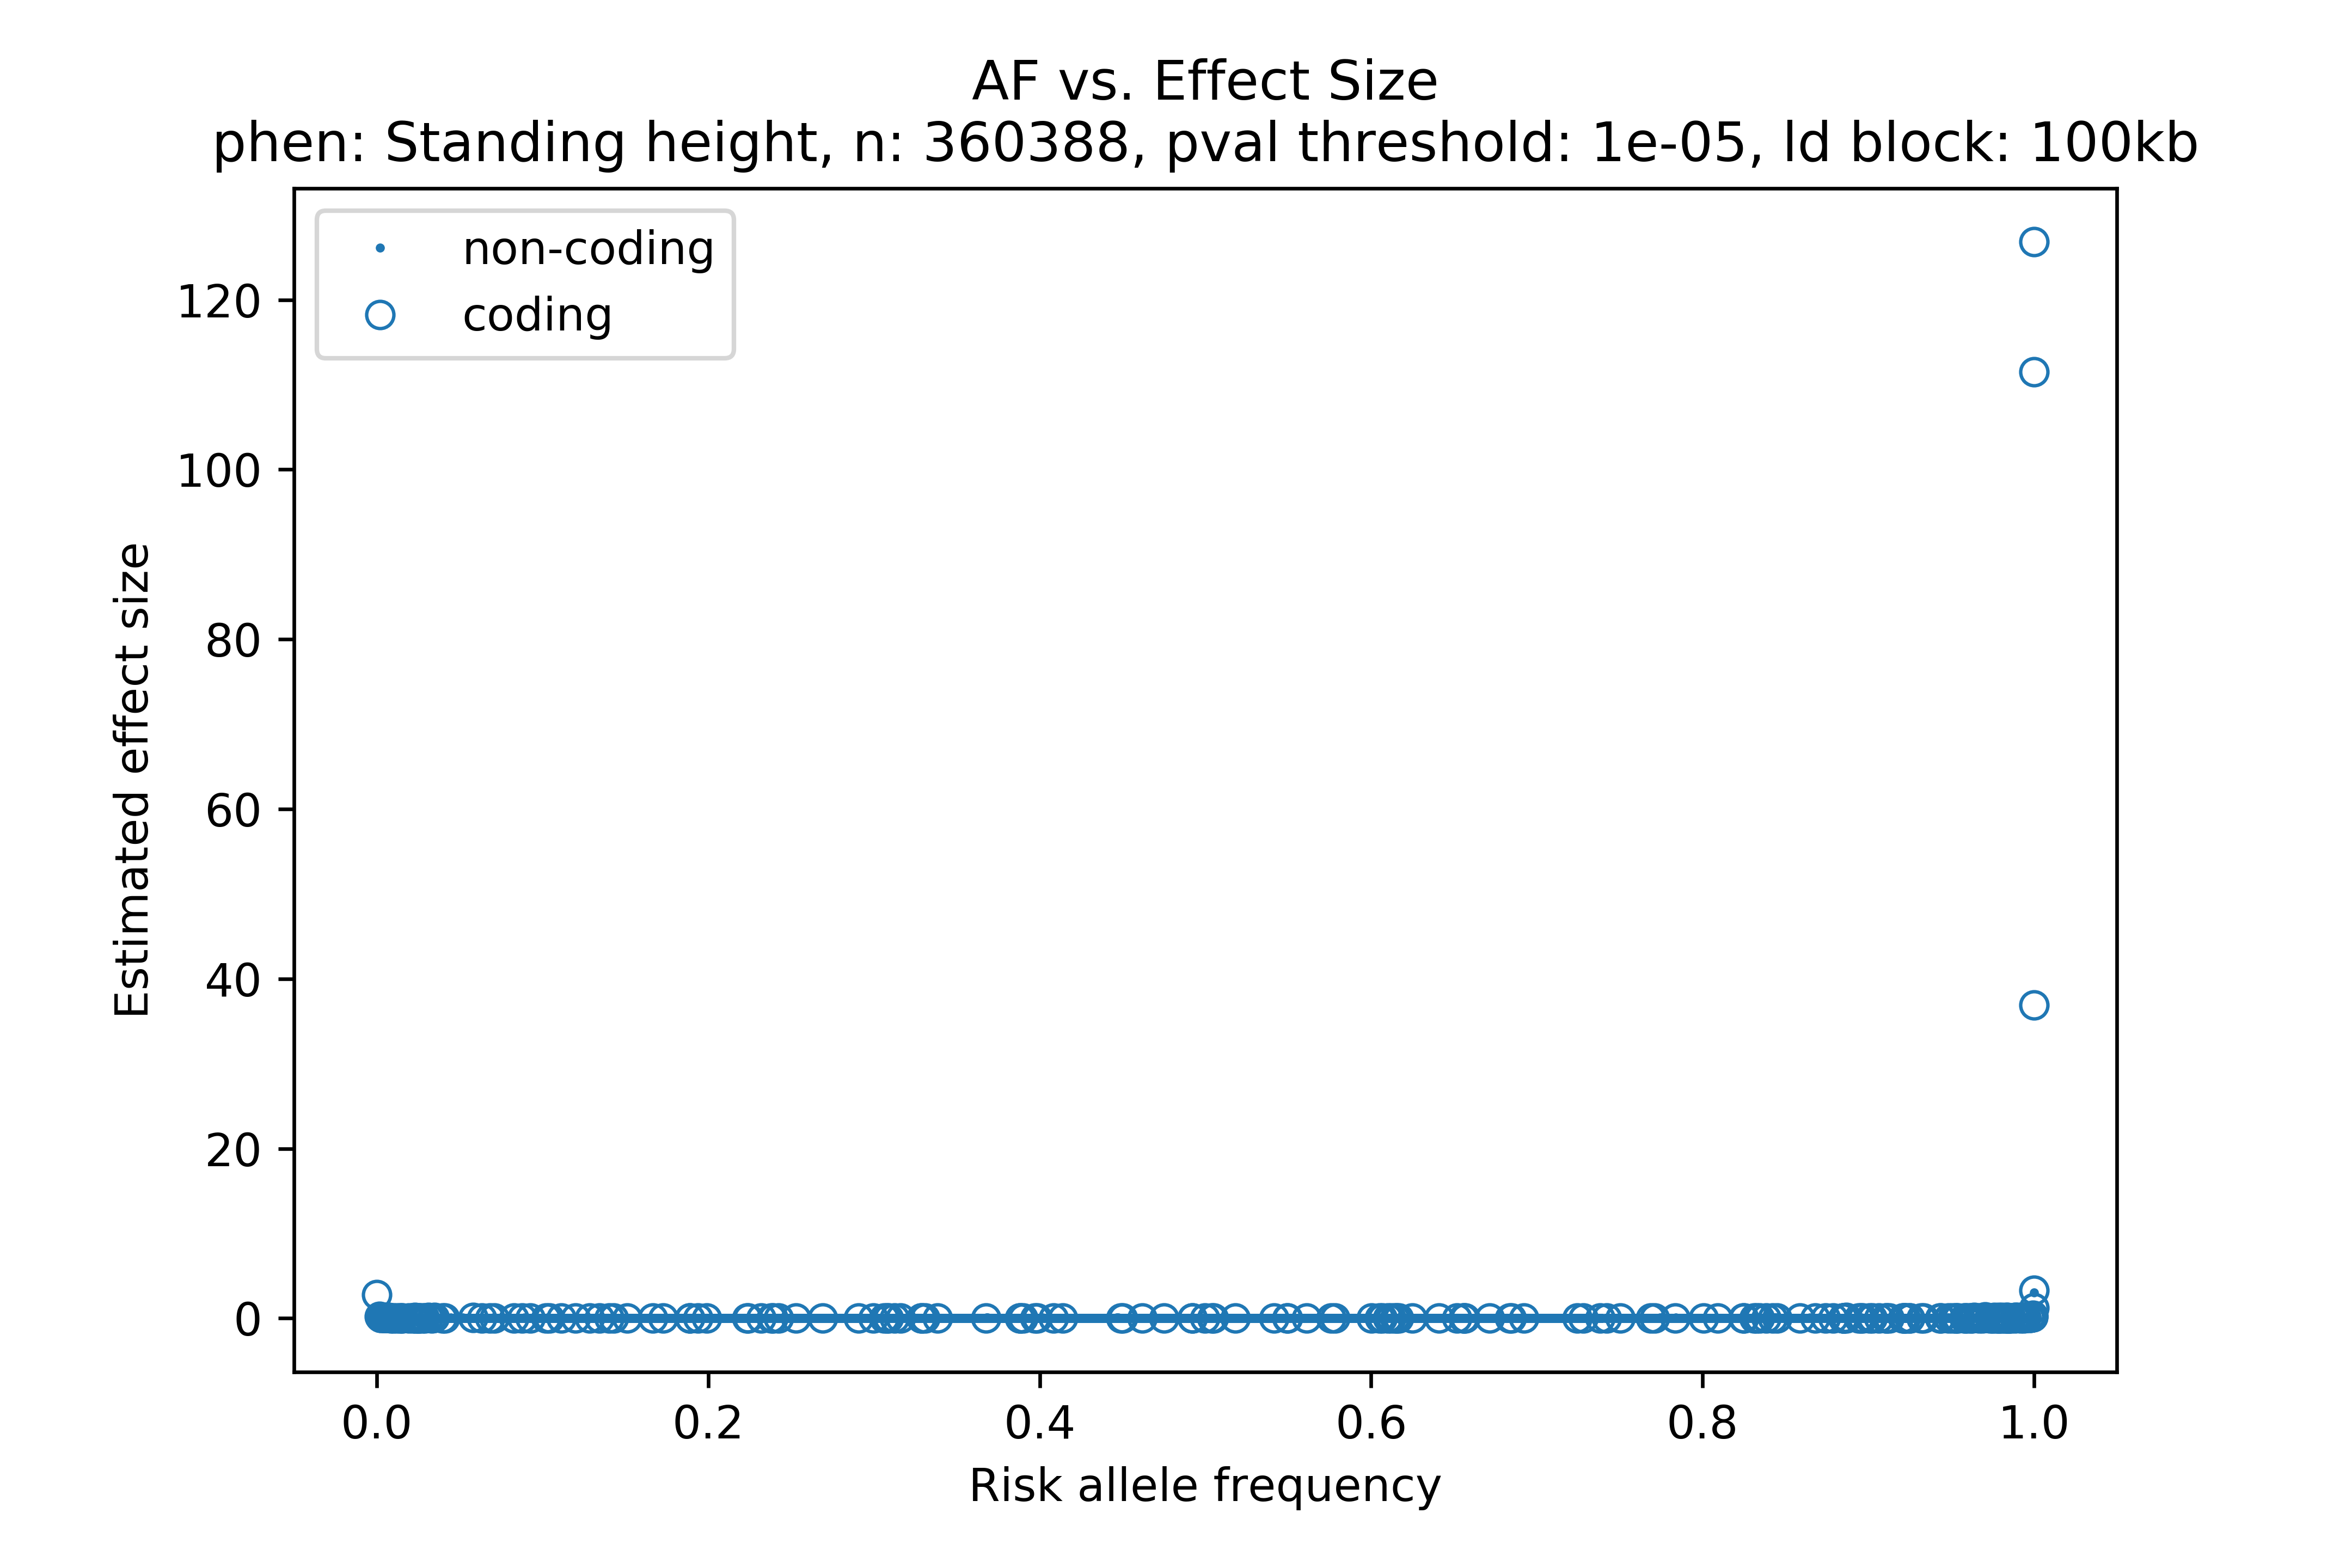 AF vs. Effect Size
phen: Standing height, n: 360388, pval threshold: 1e-05, ld block: 100kb
non-coding
coding
120
100
80
60
40
20
0
Estimated effect size
0.0 0.2 0.4 0.6 0.8 1.0
Risk allele frequency